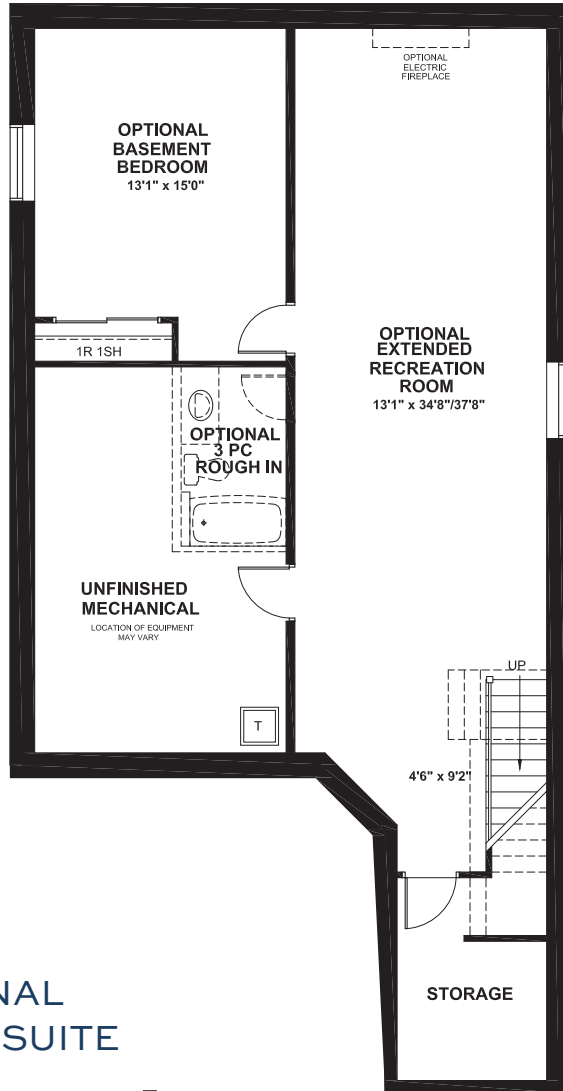 OPTIONAL
ELECTRIC
FIREPLACE
OPTIONAL
BASEMENT
BEDROOM
13'1" x 15'0"
1R 1SH
OPTIONAL
EXTENDED
RECREATION
ROOM
13'1" x 34'8"/37'8"
OPTIONAL
3 PC
ROUGH IN
UNFINISHED
MECHANICAL
LOCATION OF EQUIPMENT
MAY VARY
T
UP
4'6" x 9'2"
STORAGE
NAL
SUITE